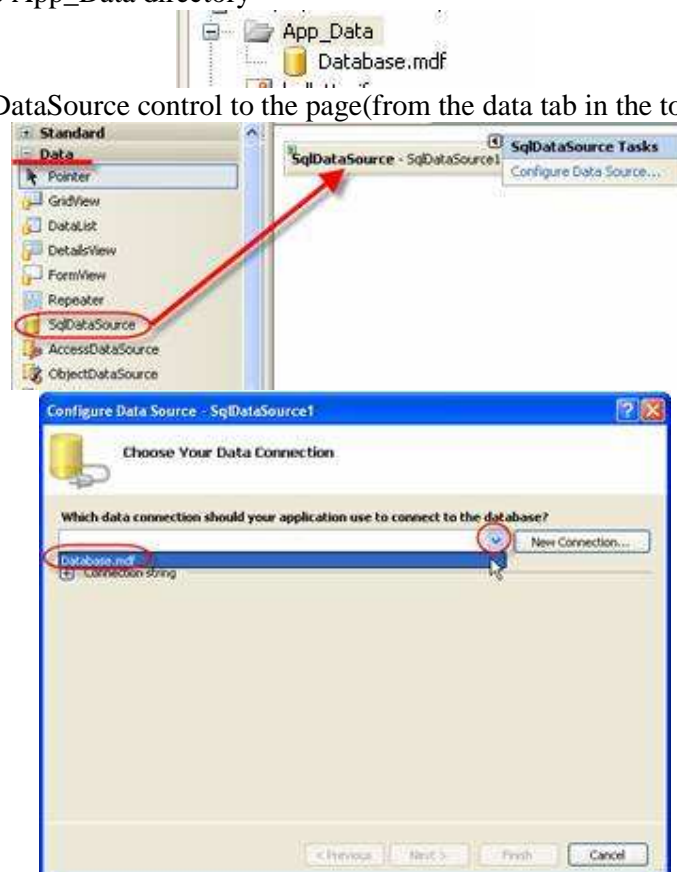 App_Data directory
App_Data
Database.mdf
DataSource control to the page(from the data tab in the to
Standard
Data
Pointer
GridView
DataList
DetailsView
FormView
Repeater
SqlDataSource
AccessDataSource
ObjectDataSource
SqlDataSource - SqlDataSource1
SqlDataSource Tasks
Configure Data Source...
Configure Data Source - SqlDataSource1
Choose Your Data Connection
Which data connection should your application use to connect to the database?
New Connection...
Database.mdf
Connection string
< Previous
Next >
Finish
Cancel